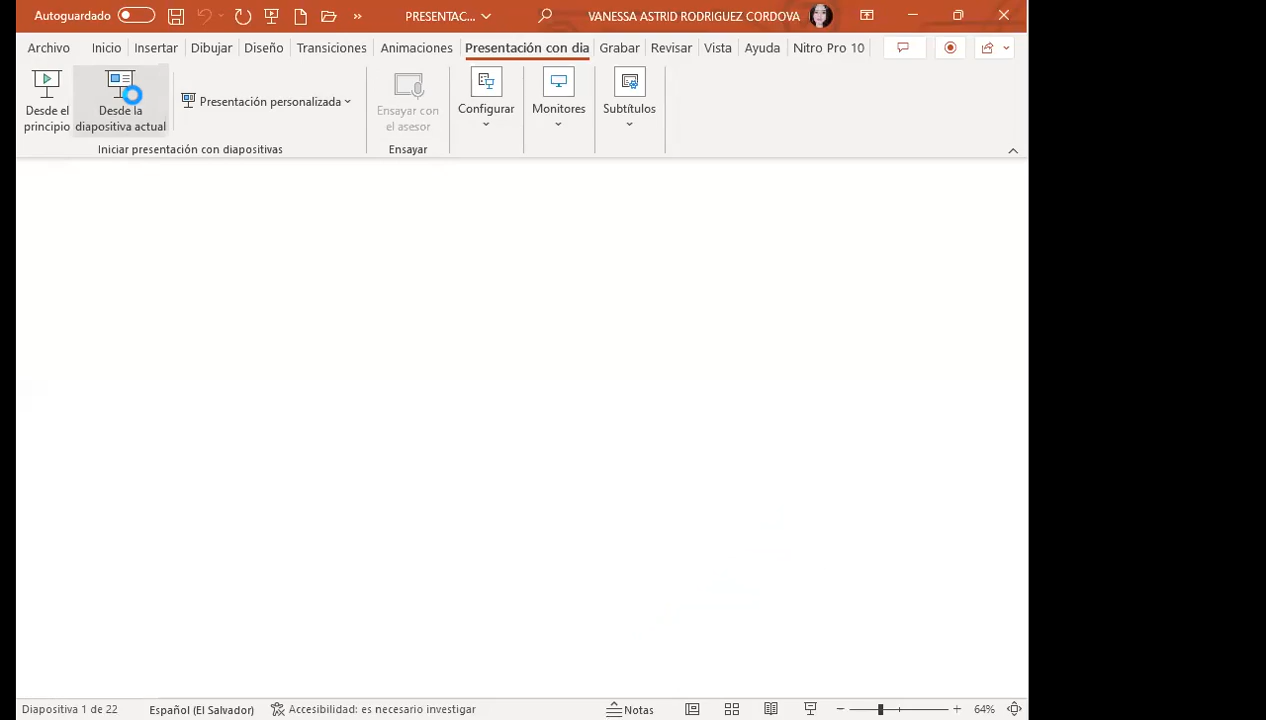 Autoguardado
PRESENTAC...
VANESSA ASTRID RODRIGUEZ CORDOVA
Archivo Inicio Insertar Dibujar Diseño Transiciones Animaciones Presentación con dia Grabar Revisar Vista Ayuda Nitro Pro 10
Desde el
principio
Desde la
diapositiva actual
Presentación personalizada
Iniciar presentación con diapositivas
Ensayar con
el asesor
Ensayar
Configurar
Monitores
Subtítulos
Diapositiva 1 de 22 Español (El Salvador) Accesibilidad: es necesario investigar Notas 64%